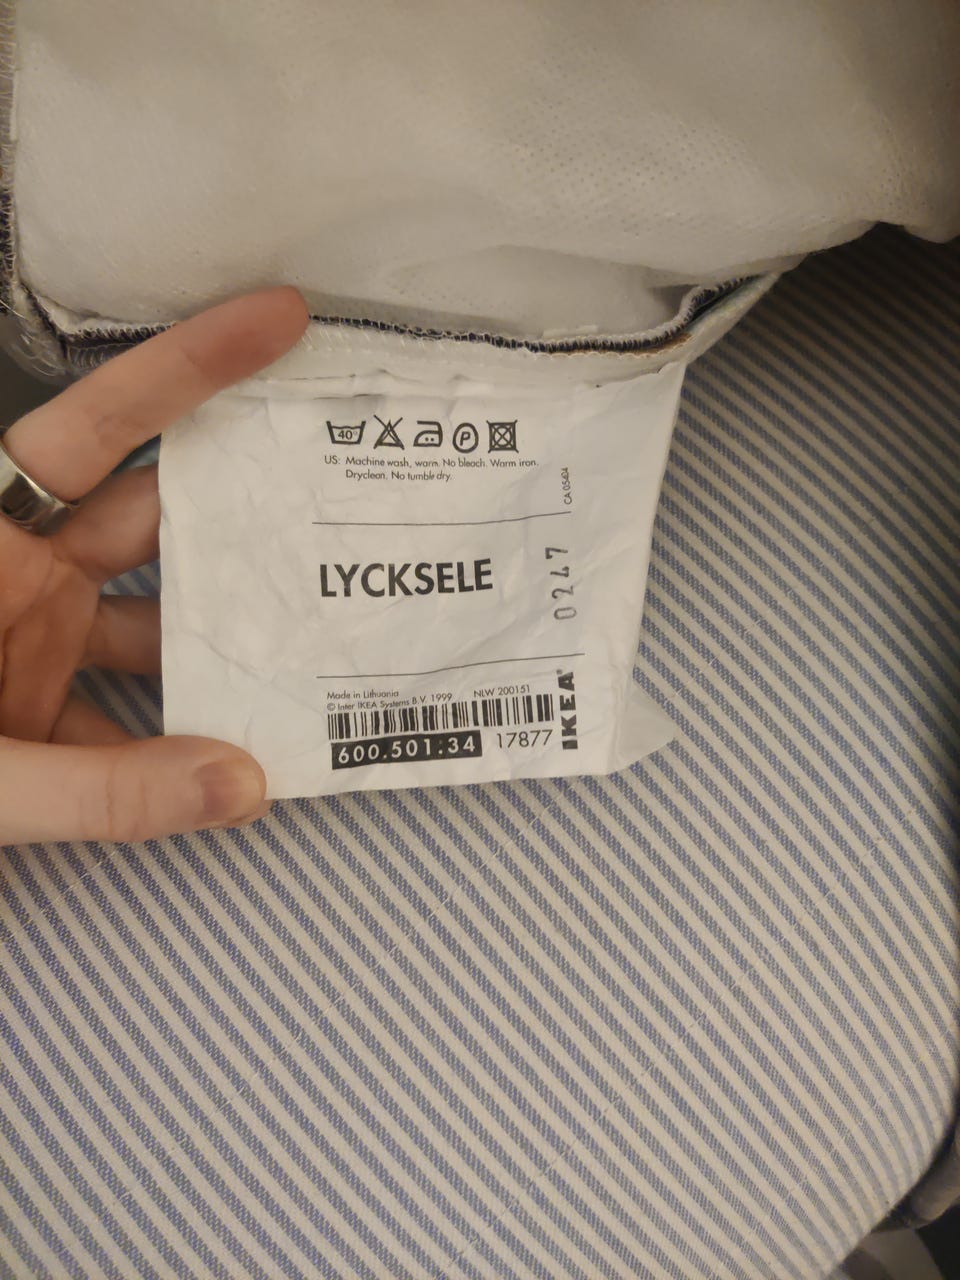 40°
P
US: Machine wash, warm. No bleach. Warm iron.
Dryclean. No tumble dry.
CA 05404
LYCKSELE
0247
Made in Lithuania
© Inter IKEA Systems B.V. 1999 NLW 200151
600.501.34 17877
IKEA®